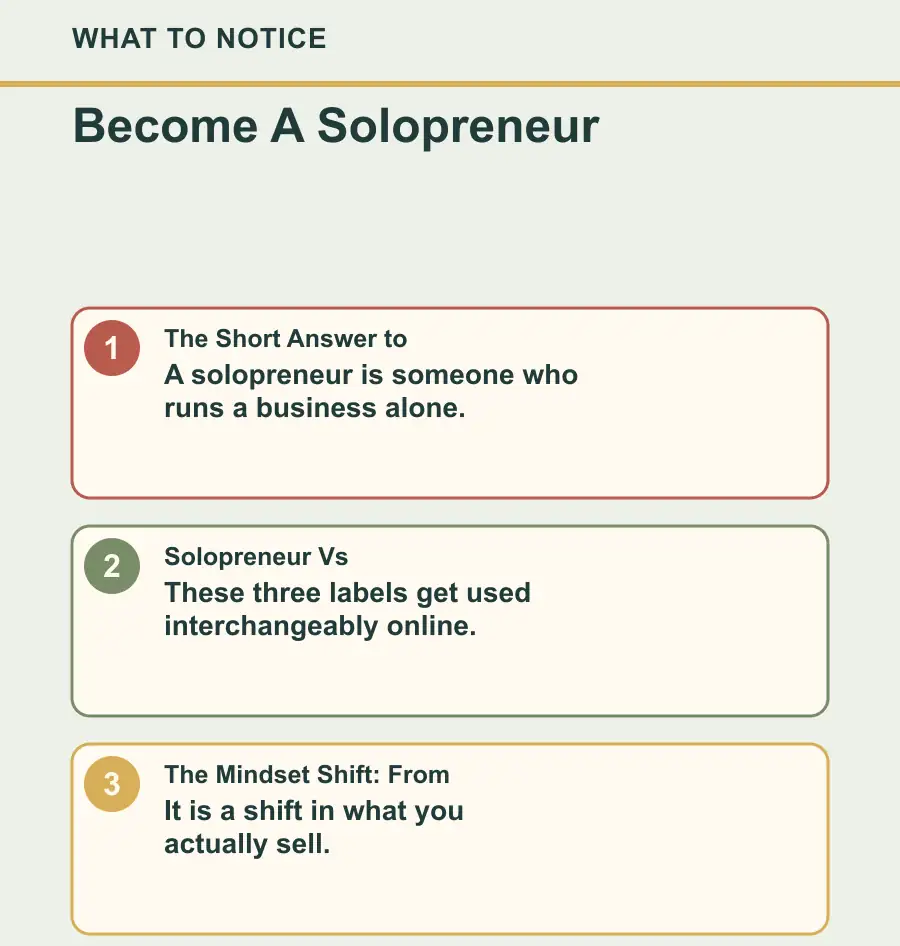 WHAT TO NOTICE
Become A Solopreneur
1
The Short Answer to
A solopreneur is someone who
runs a business alone.
2
Solopreneur Vs
These three labels get used
interchangeably online.
3
The Mindset Shift: From
It is a shift in what you
actually sell.